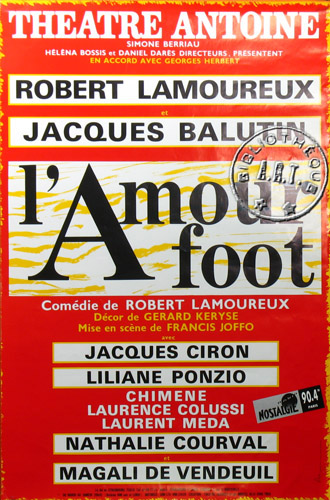 THEATRE ANTOINE
SIMONE BERRIAU
HÉLÉNA BOSSIS et DANIEL DARÈS DIRECTEURS PRÉSENTENT
EN ACCORD AVEC GEORGES HERBERT
ROBERT LAMOUREUX
et
JACQUES BALUTIN
BIBLIOTHÈQUE
A.R.T.
l'Amour
foot
Comédie de ROBERT LAMOUREUX
Décor de GERARD KERYSE
Mise en scène de FRANCIS JOFFO
avec
JACQUES CIRON
LILIANE PONZIO
CHIMENE
LAURENCE COLUSSI
LAURENT MEDA
NOSTALGIE
90.4
PARIS
NATHALIE COURVAL
et
MAGALI DE VENDEUIL